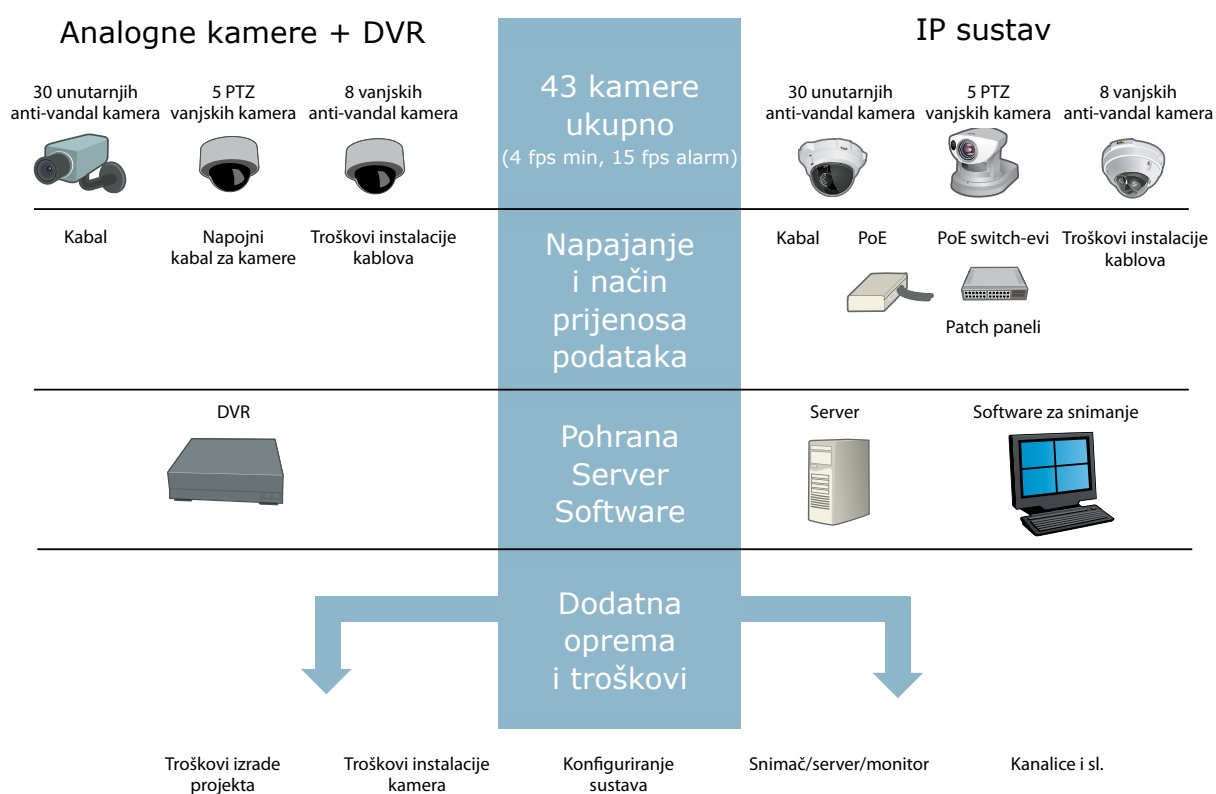 Analogne kamere + DVR
IP sustav
43 kamere
ukupno
(4 fps min, 15 fps alarm)
30 unutarnjih
anti-vandal kamera
5 PTZ
vanjskih kamera
8 vanjskih
anti-vandal kamera
30 unutarnjih
anti-vandal kamera
5 PTZ
vanjskih kamera
8 vanjskih
anti-vandal kamera
Kabal
Napojni
kabal za kamere
Troškovi instalacije
kablova
Napajanje
i način
prijenosa
podataka
Kabal
PoE
PoE switch-evi
Patch paneli
Troškovi instalacije
kablova
DVR
Pohrana
Server
Software
Server
Software za snimanje
Dodatna
oprema
i troškovi
Troškovi izrade
projekta
Troškovi instalacije
kamera
Konfiguriranje
sustava
Snimač/server/monitor
Kanalice i sl.